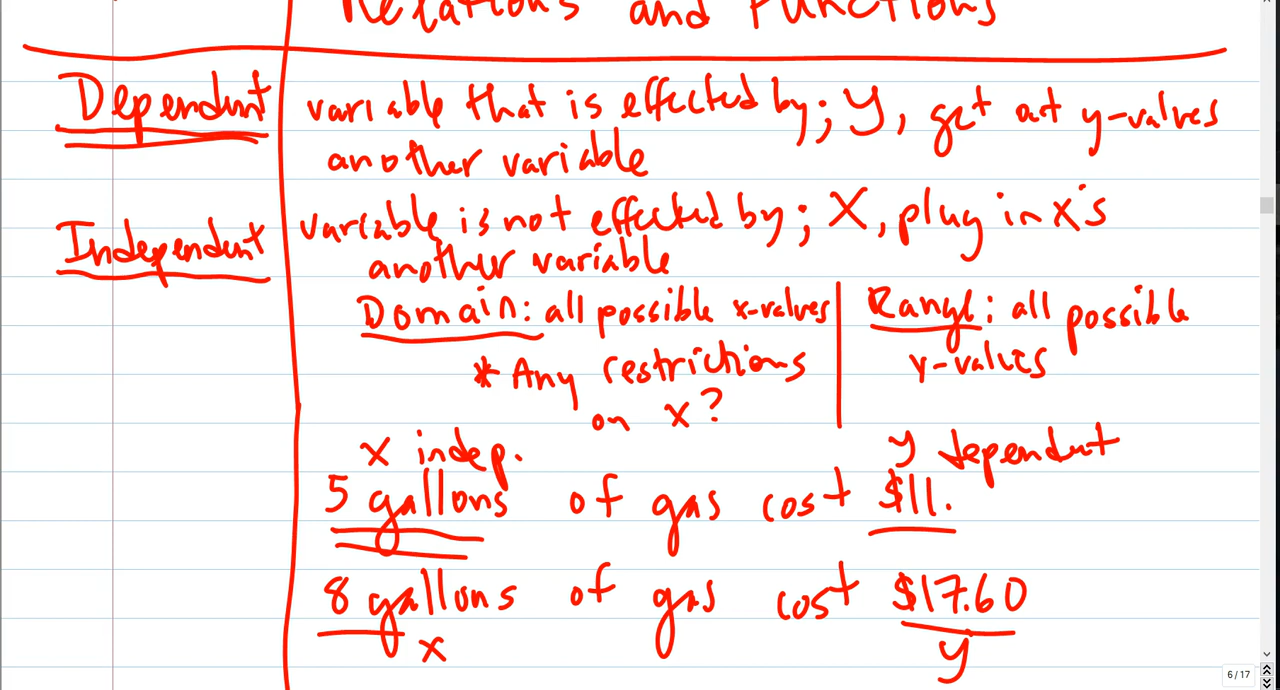 Relations and Functions
Dependent
variable that is effected by; Y, get out y-values
another variable
Independent
variable is not effected by; X, plug in x's
another variable
Domain: all possible x-values
* Any restrictions
on x?
Range: all possible
y-values
x indep.
y dependent
5 gallons of gas cost $11.
8 gallons of gas cost $17.60
x
y
6 / 17